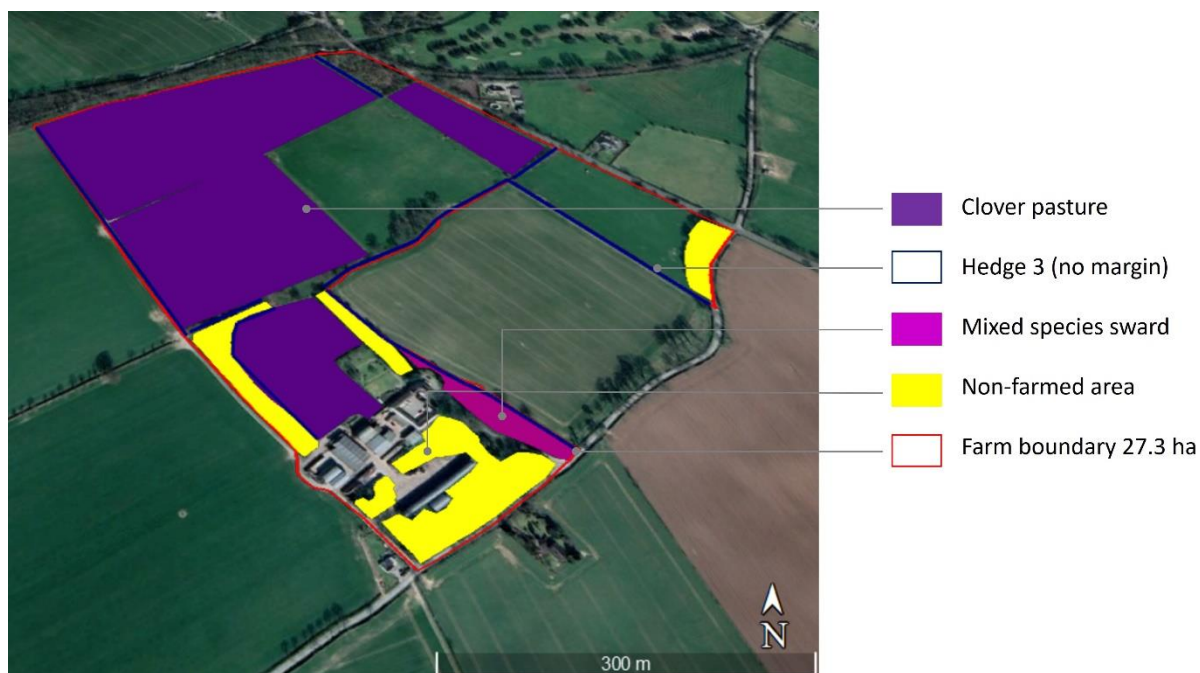 Clover pasture
Hedge 3 (no margin)
Mixed species sward
Non-farmed area
Farm boundary 27.3 ha
N
300 m